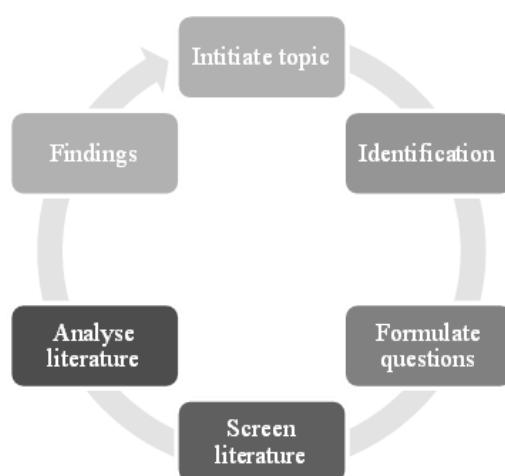 Intitiate topic
Identification
Formulate
questions
Screen
literature
Analyse
literature
Findings